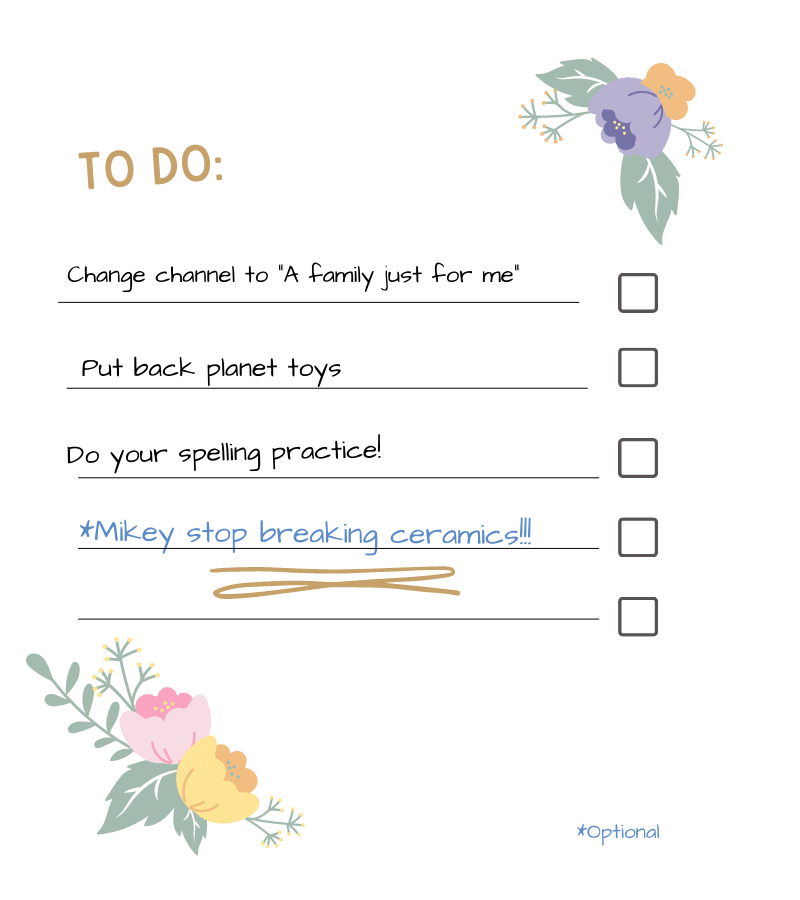 TO DO:
Change channel to "A family just for me"
Put back planet toys
Do your spelling practice!
*Mikey stop breaking ceramics!!!
*Optional